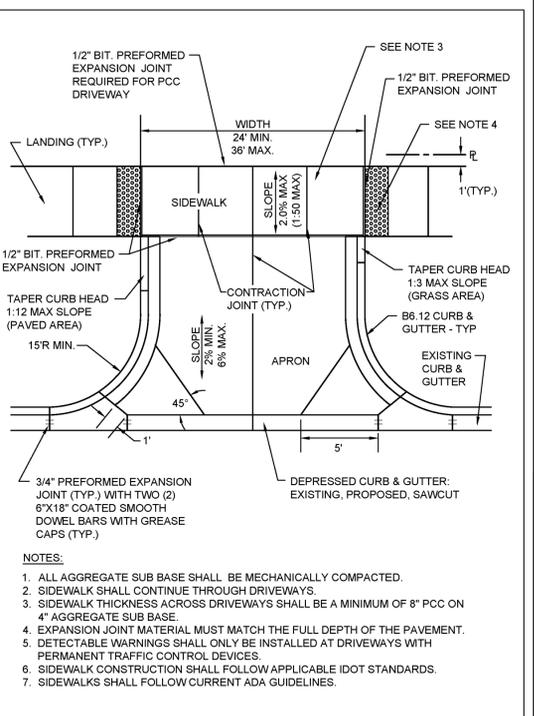 1/2" BIT. PREFORMED
EXPANSION JOINT
REQUIRED FOR PCC
DRIVEWAY
SEE NOTE 3
1/2" BIT. PREFORMED
EXPANSION JOINT
WIDTH
24' MIN.
36' MAX.
SEE NOTE 4
LANDING (TYP.)
PL
1'(TYP.)
SIDEWALK
SLOPE
2.0% MAX
(1:50 MAX)
1/2" BIT. PREFORMED
EXPANSION JOINT
TAPER CURB HEAD
1:12 MAX SLOPE
(PAVED AREA)
CONTRACTION
JOINT (TYP.)
TAPER CURB HEAD
1:3 MAX SLOPE
(GRASS AREA)
B6.12 CURB &
GUTTER - TYP
15'R MIN.
SLOPE
2% MIN.
6% MAX.
APRON
EXISTING
CURB &
GUTTER
45°
1'
5'
3/4" PREFORMED EXPANSION
JOINT (TYP.) WITH TWO (2)
6"X18" COATED SMOOTH
DOWEL BARS WITH GREASE
CAPS (TYP.)
DEPRESSED CURB & GUTTER:
EXISTING, PROPOSED, SAWCUT
NOTES:
1. ALL AGGREGATE SUB BASE SHALL BE MECHANICALLY COMPACTED.
2. SIDEWALK SHALL CONTINUE THROUGH DRIVEWAYS.
3. SIDEWALK THICKNESS ACROSS DRIVEWAYS SHALL BE A MINIMUM OF 8" PCC ON
4" AGGREGATE SUB BASE.
4. EXPANSION JOINT MATERIAL MUST MATCH THE FULL DEPTH OF THE PAVEMENT.
5. DETECTABLE WARNINGS SHALL ONLY BE INSTALLED AT DRIVEWAYS WITH
PERMANENT TRAFFIC CONTROL DEVICES.
6. SIDEWALK CONSTRUCTION SHALL FOLLOW APPLICABLE IDOT STANDARDS.
7. SIDEWALKS SHALL FOLLOW CURRENT ADA GUIDELINES.